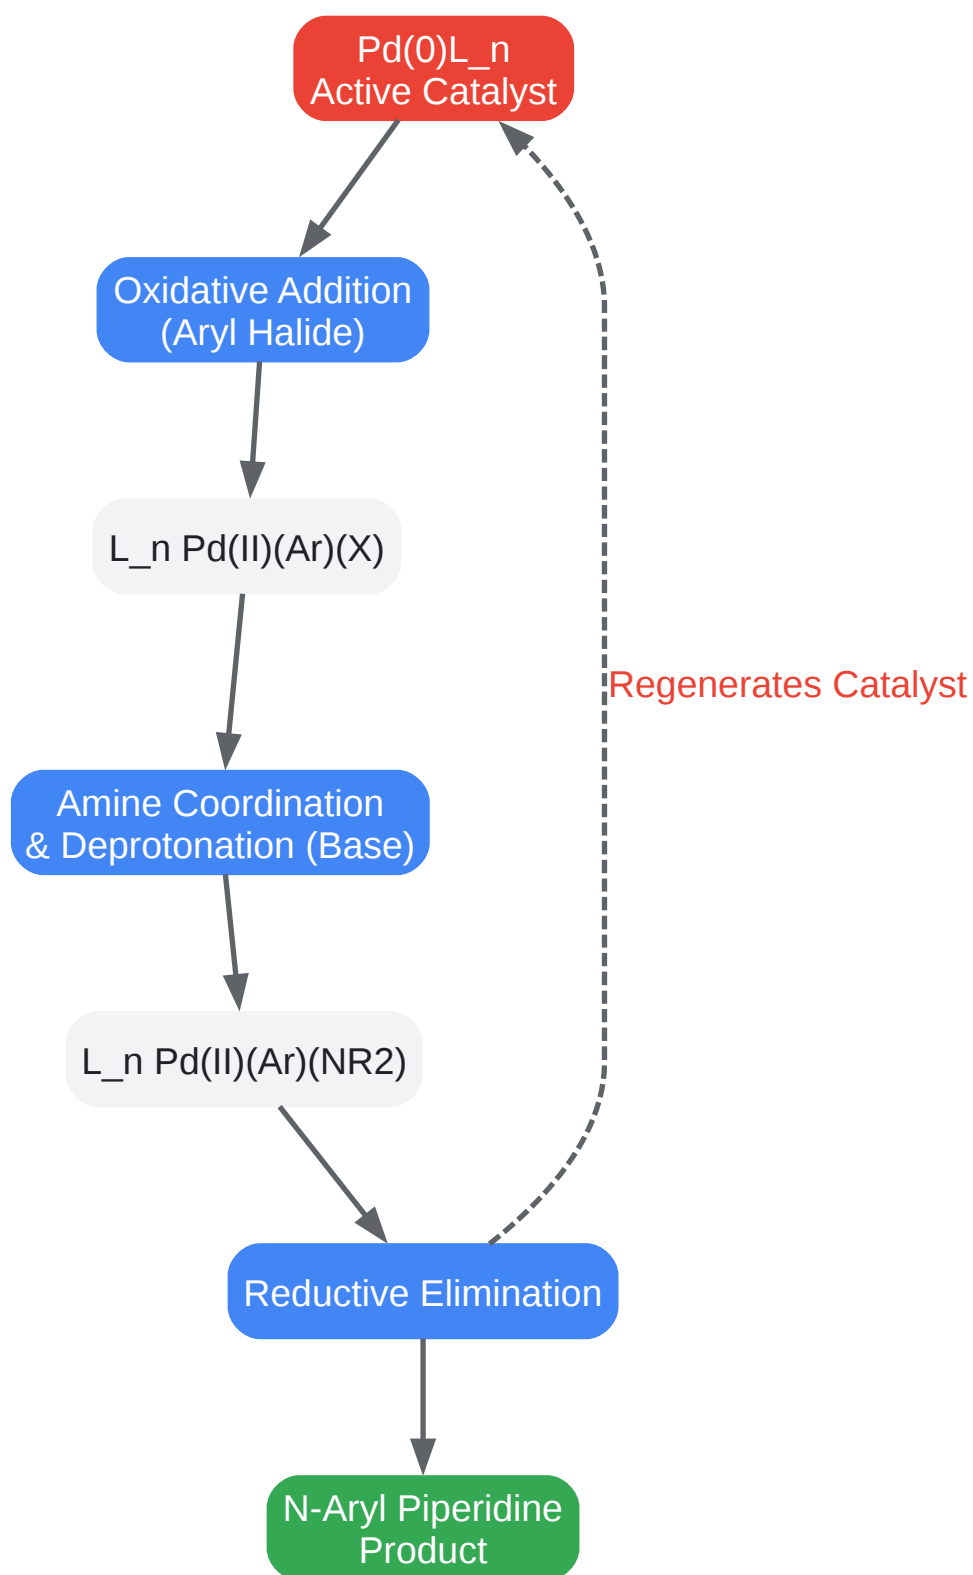 Pd(0)L_n
Active Catalyst
Oxidative Addition
(Aryl Halide)
L_n Pd(II)(Ar)(X)
Regenerates Catalyst
Amine Coordination
& Deprotonation (Base)
L_n Pd(II)(Ar)(NR2)
Reductive Elimination
N-Aryl Piperidine
Product